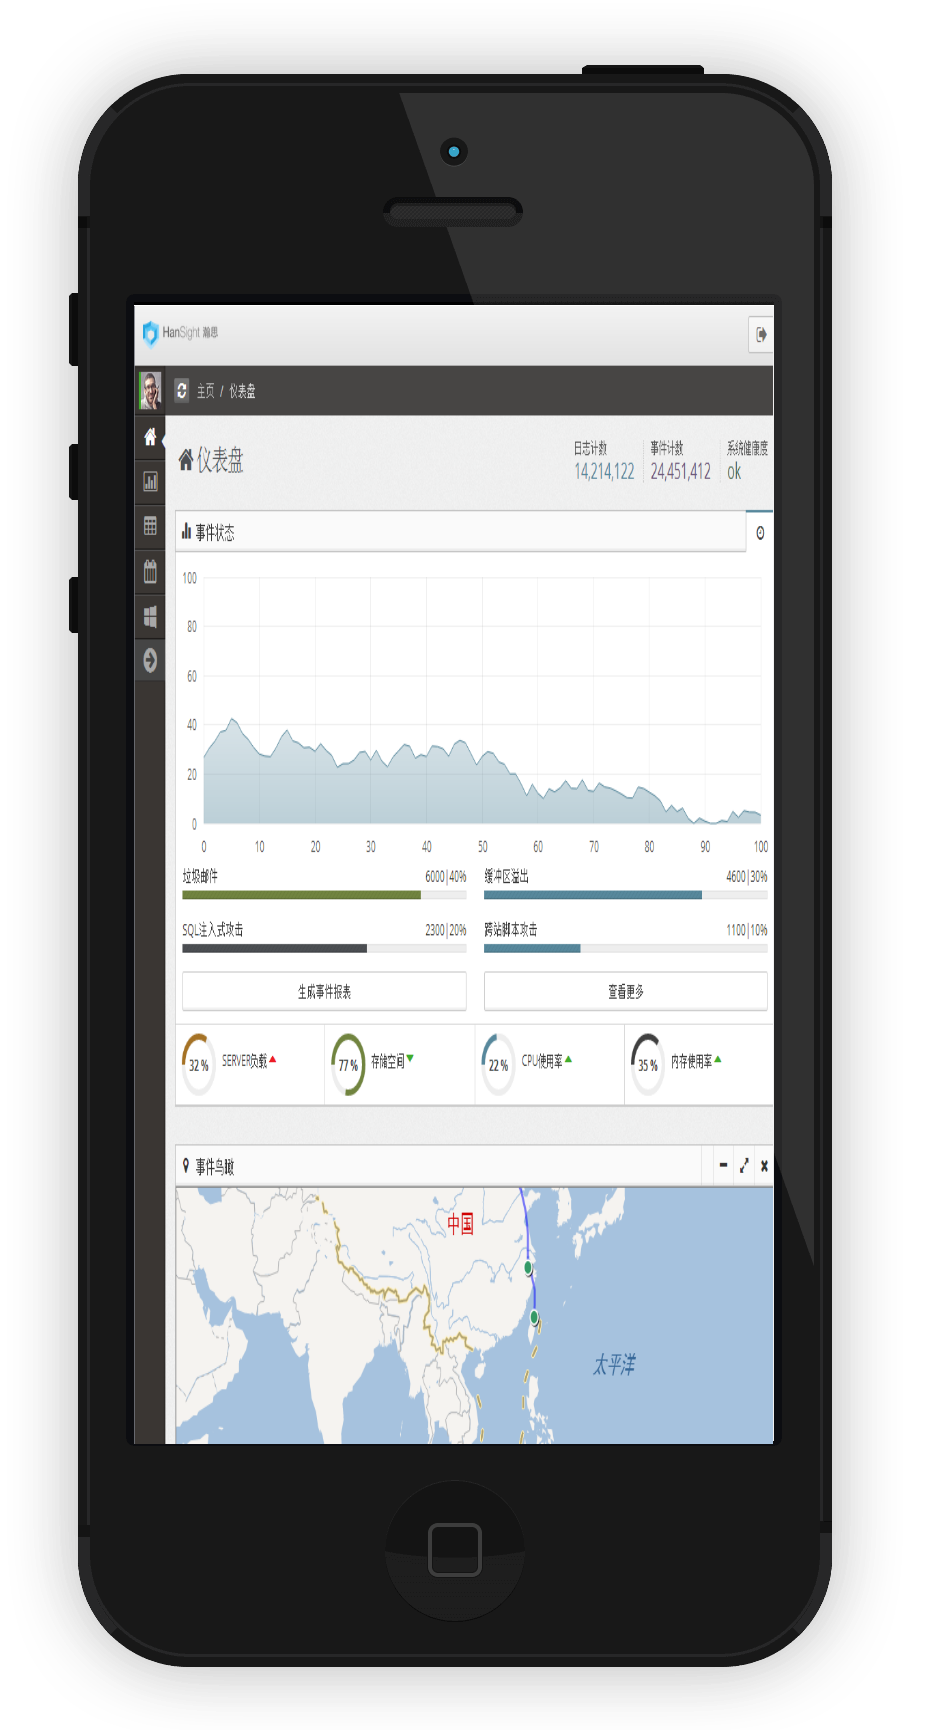 HanSight 瀚思
主页 / 仪表盘
仪表盘
日志计数 事件计数 系统健康度
14,214,122 24,451,412 ok
事件状态
100
80
60
40
20
0
0 10 20 30 40 50 60 70 80 90 100
垃圾邮件 6000|40% 缓冲区溢出 4600|30%
SQL注入式攻击 2300|20% 跨站脚本攻击 1100|10%
生成事件报表 查看更多
32 % SERVER负载 77 % 存储空间 22 % CPU使用率 35 % 内存使用率
事件鸟瞰
中国
太平洋